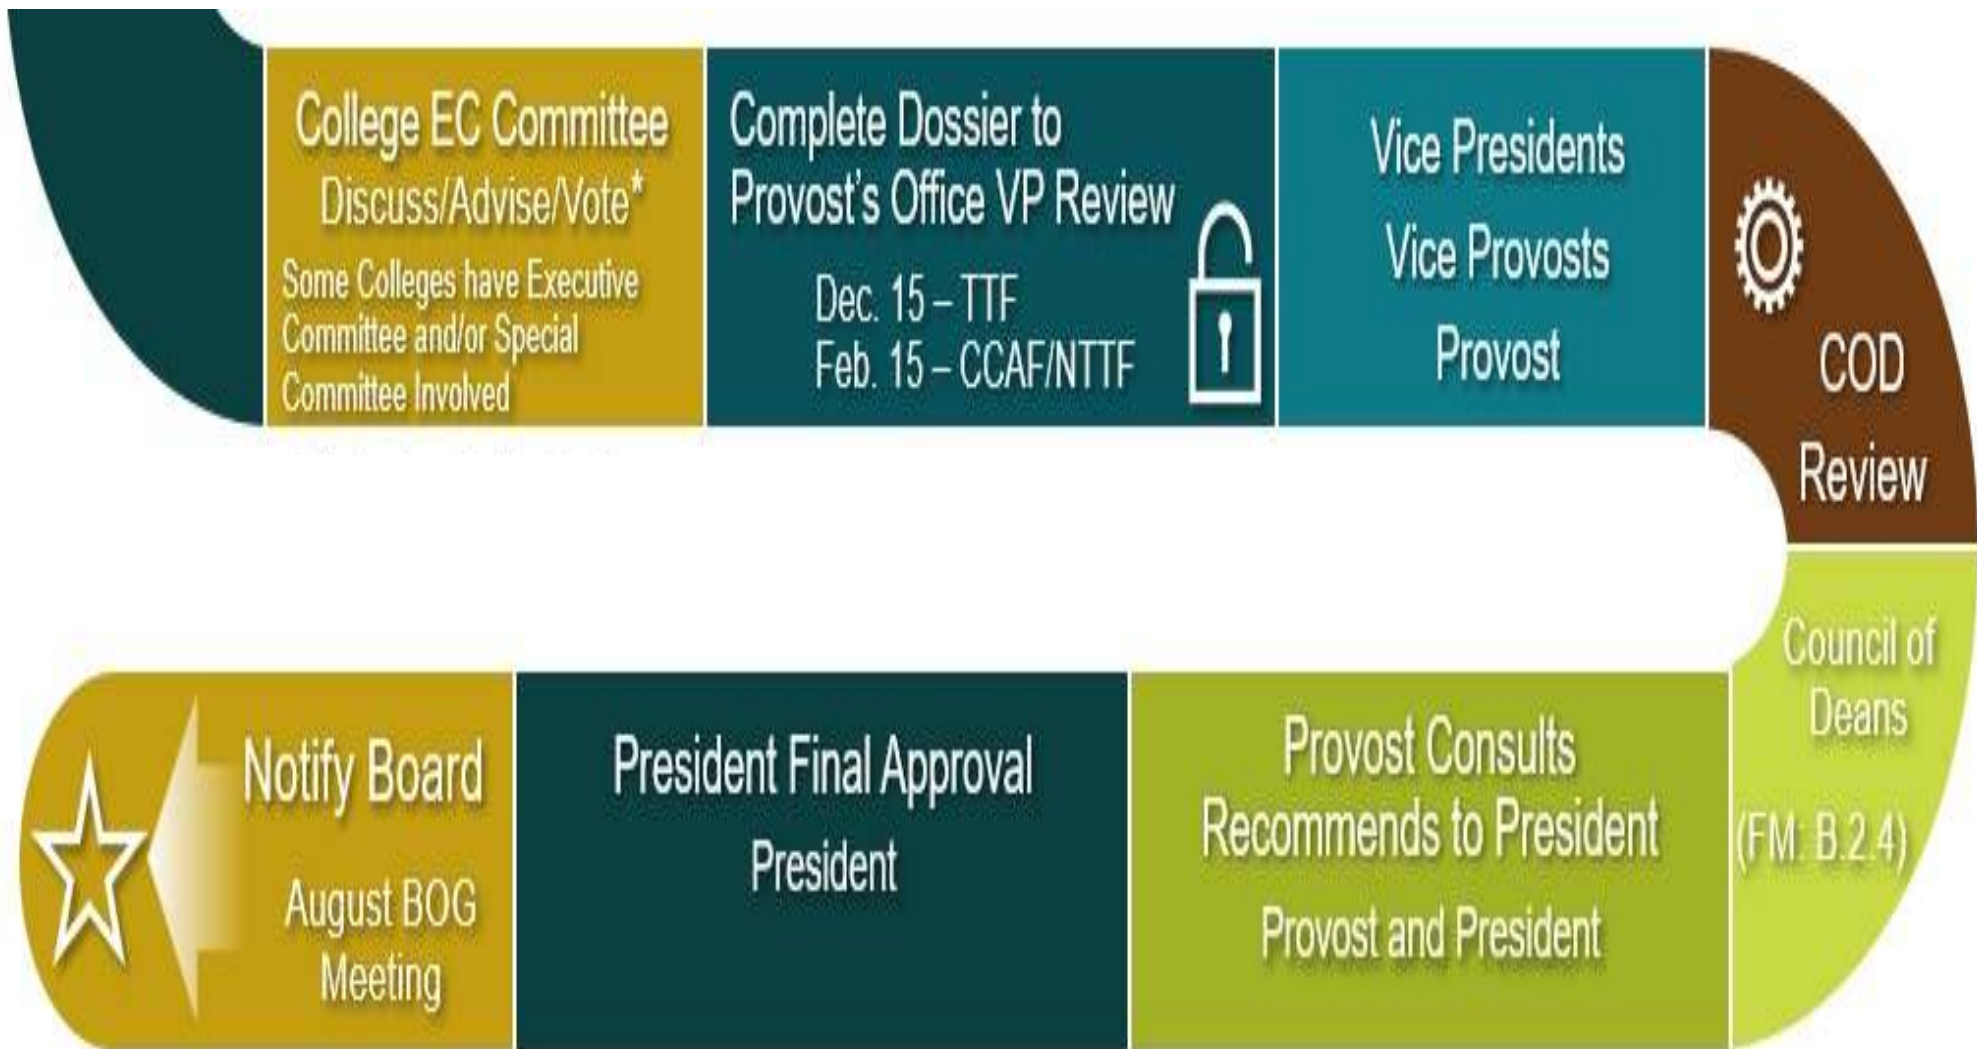 College EC Committee
Discuss/Advise/Vote*
Some Colleges have Executive
Committee and/or Special
Committee Involved
Complete Dossier to
Provost's Office VP Review
Dec. 15 – TTF
Feb. 15 – CCAF/NTTF
Vice Presidents
Vice Provosts
Provost
COD
Review
Council of
Deans
(FM: B.2.4)
Provost Consults
Recommends to President
Provost and President
President Final Approval
President
Notify Board
August BOG
Meeting